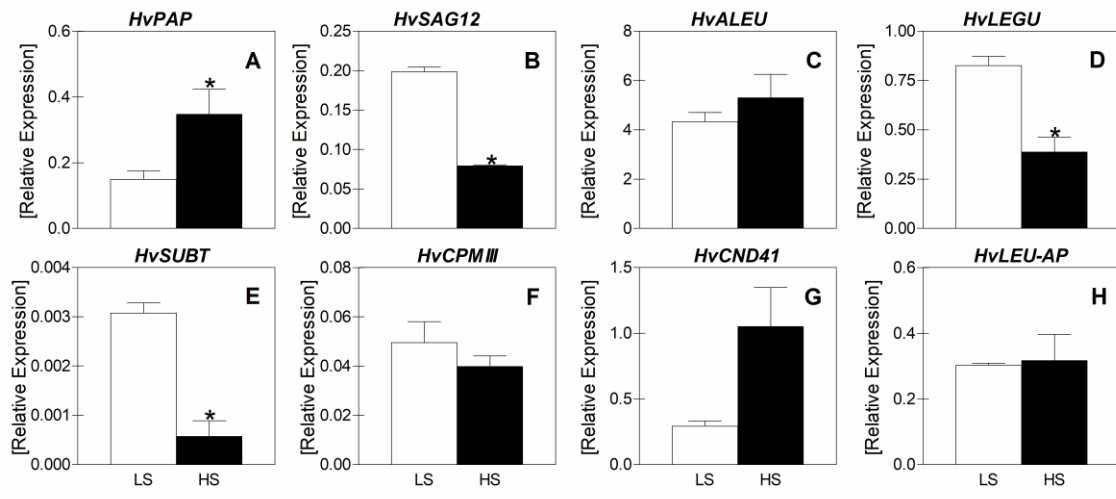 HvPAP
[Relative Expression]
0.6
0.4
0.2
0.0
A
*
HvSAG12
[Relative Expression]
0.25
0.20
0.15
0.10
0.05
0.00
B
*
HvALEU
[Relative Expression]
8
6
4
2
0
C
HvLEGU
[Relative Expression]
1.00
0.75
0.50
0.25
0.00
D
*
HvSUBT
[Relative Expression]
0.004
0.003
0.002
0.001
0.000
E
*
LS HS
HvCPMIII
[Relative Expression]
0.08
0.06
0.04
0.02
0.00
F
LS HS
HvCND41
[Relative Expression]
1.5
1.0
0.5
0.0
G
LS HS
HvLEU-AP
[Relative Expression]
0.6
0.4
0.2
0.0
H
LS HS